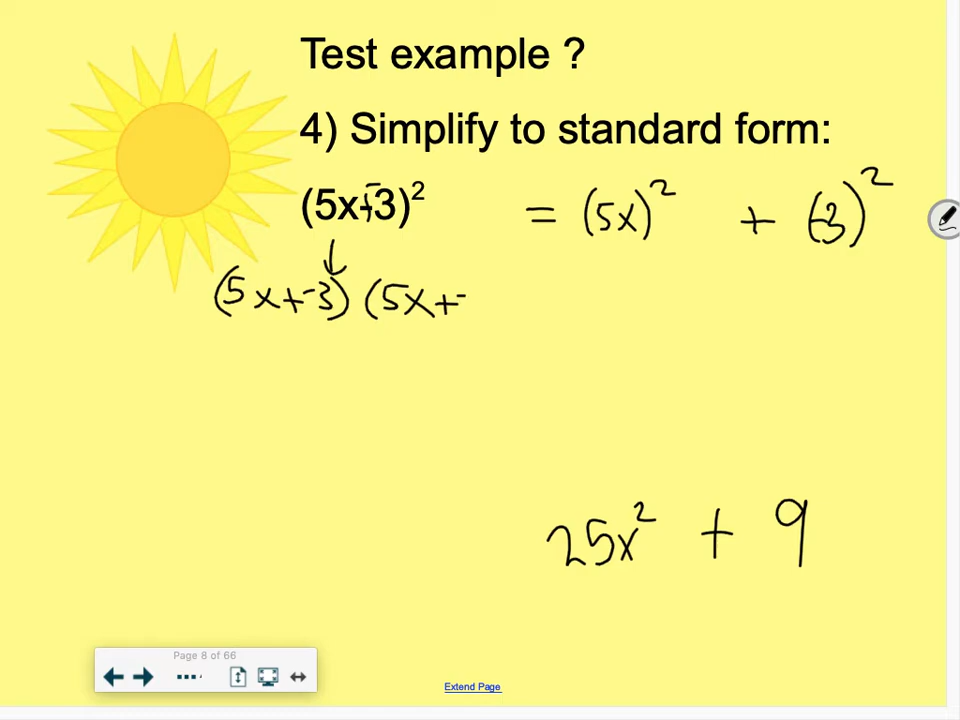 Test example ?
4) Simplify to standard form:
(5x-3)² = (5x)² + (-3)²
(5x+-3)(5x+-
25x² + 9
Page 8 of 66
Extend Page